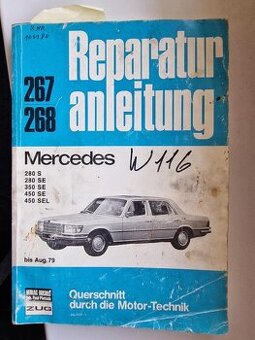 Reparatur
267
268
anleitung
Mercedes
W116
280 S
280 SE
350 SE
450 SE
450 SEL
bis Aug. 79
Querschnitt
durch die Motor-Technik
ZUG